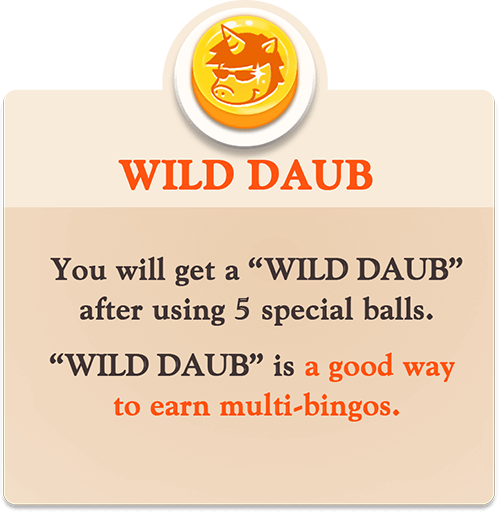 WILD DAUB
You will get a “WILD DAUB”
after using 5 special balls.
“WILD DAUB” is a good way
to earn multi-bingos.